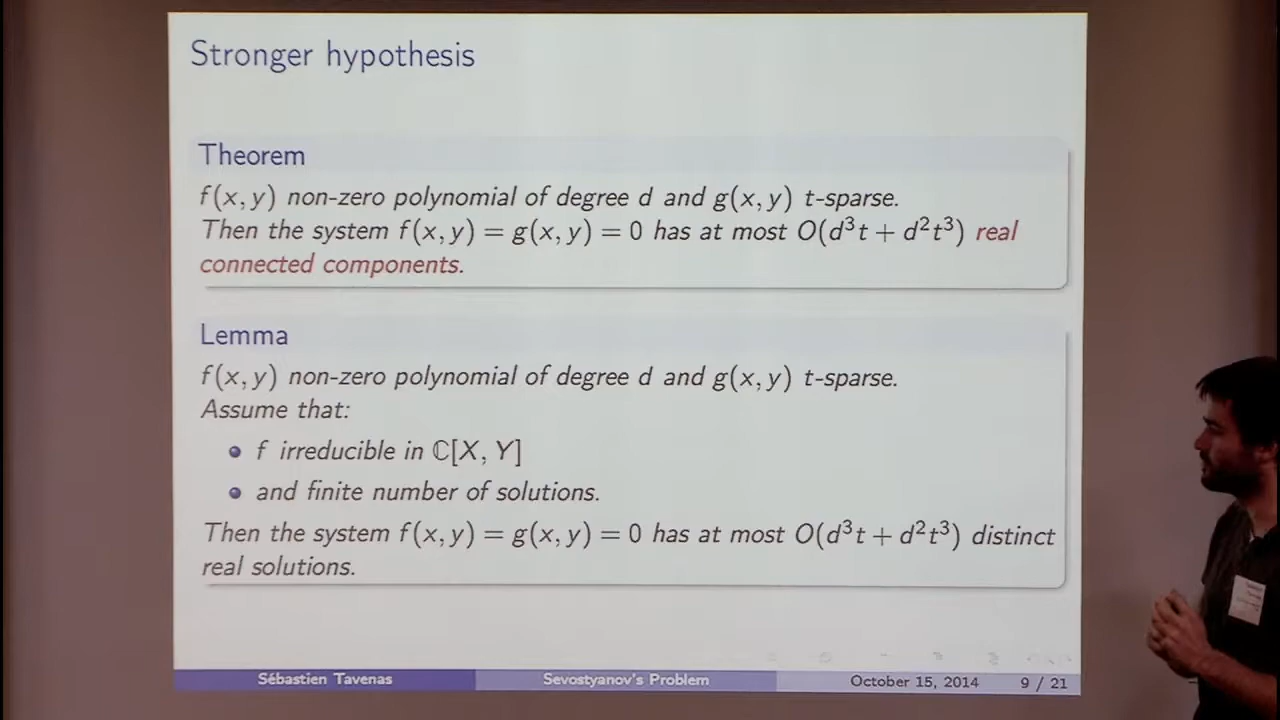 Stronger hypothesis
Theorem
f(x, y) non-zero polynomial of degree d and g(x, y) t-sparse.
Then the system f(x, y) = g(x, y) = 0 has at most O(d³t + d²t³) real
connected components.
Lemma
f(x, y) non-zero polynomial of degree d and g(x, y) t-sparse.
Assume that:
f irreducible in ℂ[X, Y]
and finite number of solutions.
Then the system f(x, y) = g(x, y) = 0 has at most O(d³t + d²t³) distinct
real solutions.
Sébastien Tavenas Sevostyanov's Problem October 15, 2014 9 / 21